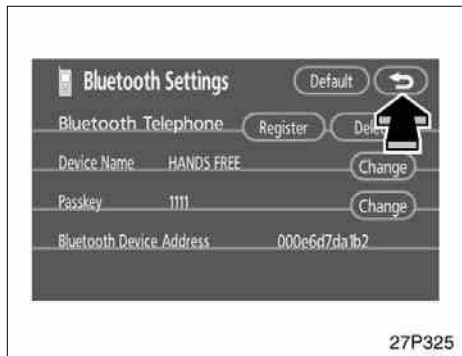 Bluetooth Settings Default
Bluetooth Telephone Register
Device Name HANDS FREE Change
Passkey 1111 Change
Bluetooth Device Address 000e6d7da1b2
27P325